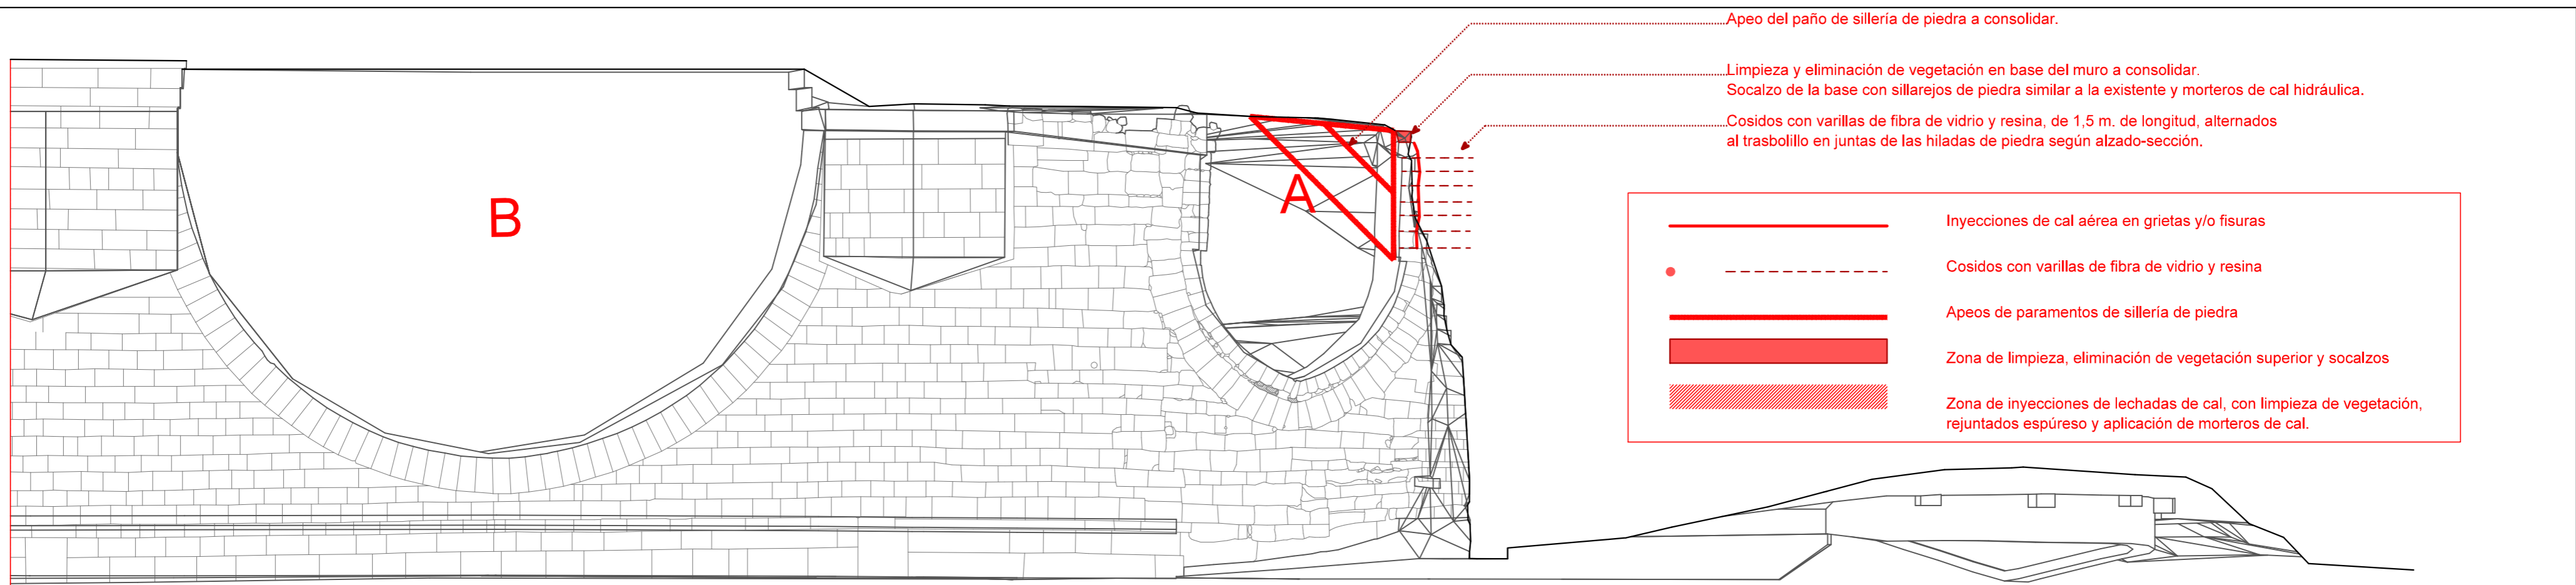 Apeo del paño de sillería de piedra a consolidar.
Limpieza y eliminación de vegetación en base del muro a consolidar.
Socalzo de la base con sillarejos de piedra similar a la existente y morteros de cal hidráulica.
Cosidos con varillas de fibra de vidrio y resina, de 1,5 m. de longitud, alternados
al trasbolillo en juntas de las hiladas de piedra según alzado-sección.
B
A
Inyecciones de cal aérea en grietas y/o fisuras
Cosidos con varillas de fibra de vidrio y resina
Apeos de paramentos de sillería de piedra
Zona de limpieza, eliminación de vegetación superior y socalzos
Zona de inyecciones de lechadas de cal, con limpieza de vegetación,
rejuntados espúreso y aplicación de morteros de cal.